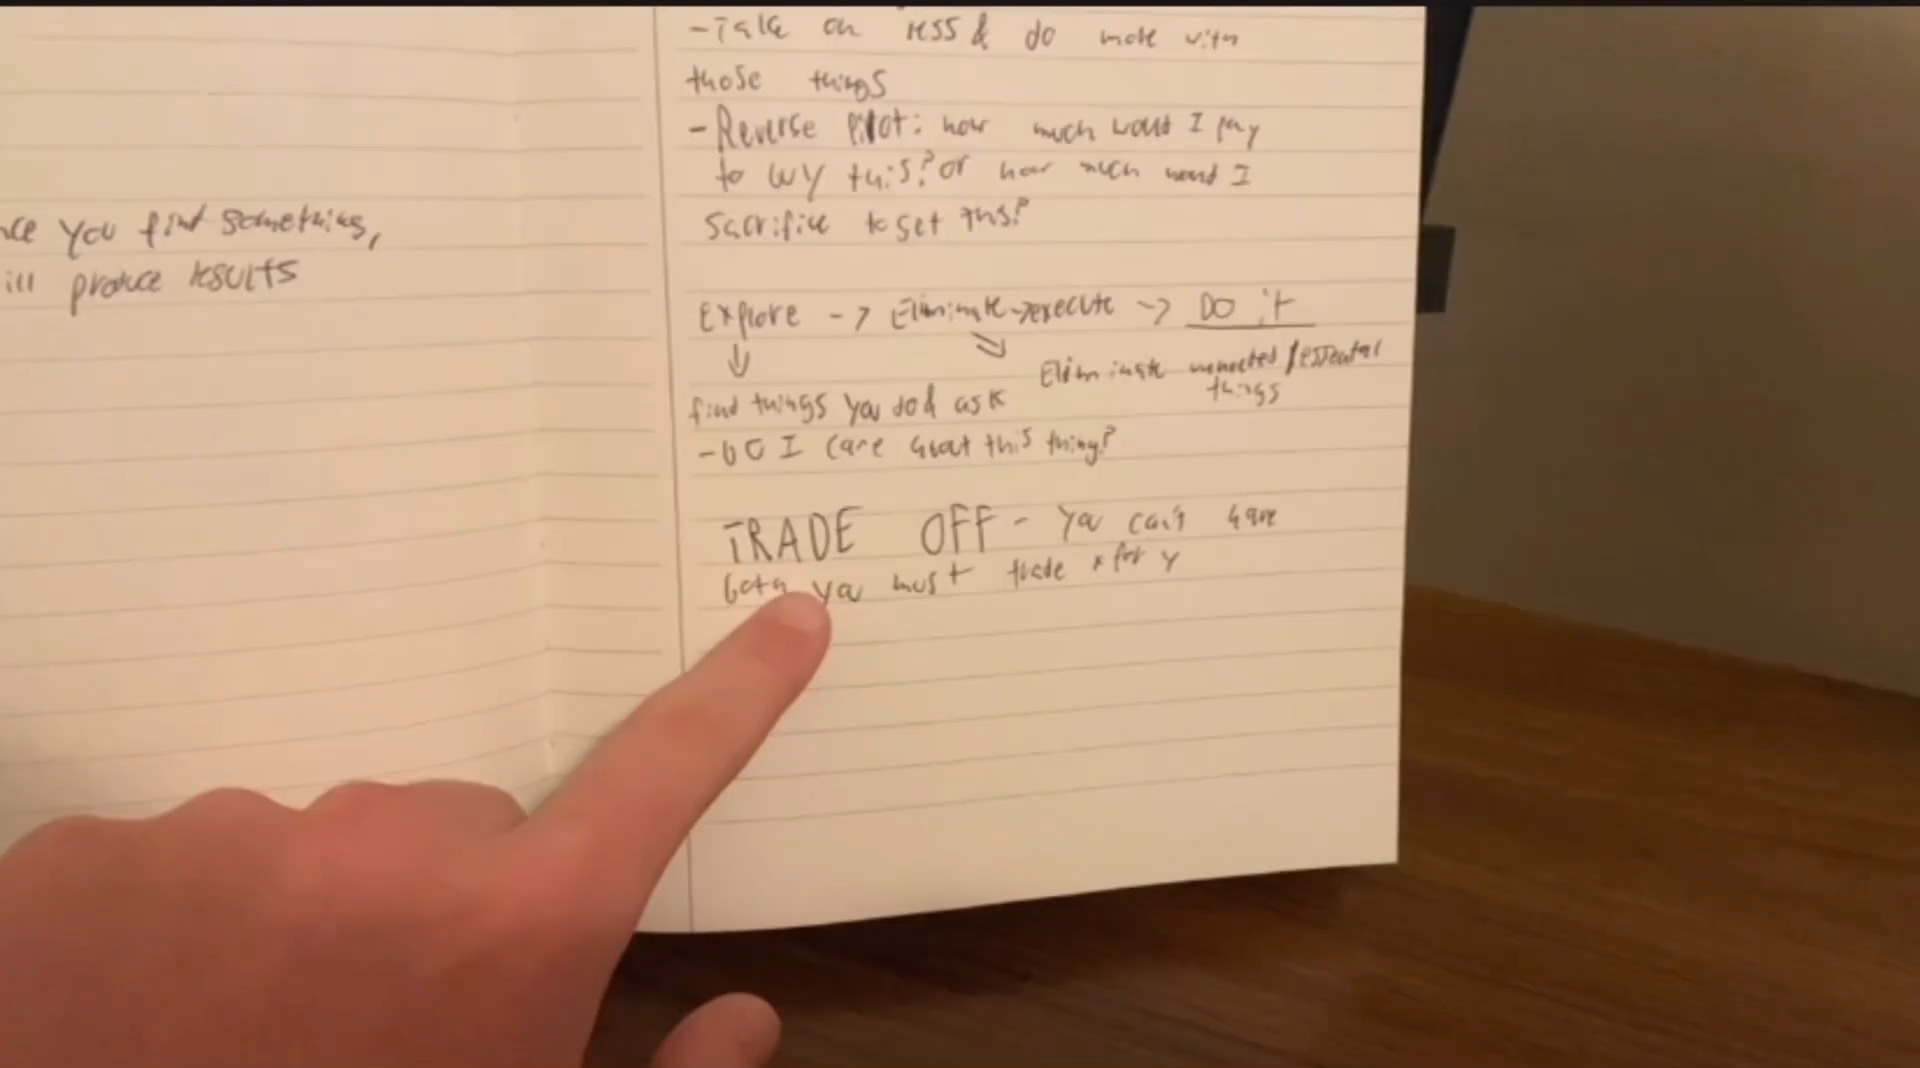 nce you find something,
ill produce results
- Take on less & do more with
those things
- Reverse Pilot: how much would I pay
to buy this? or how much would I
Sacrifice to get this?
Explore -> Eliminate -> execute -> Do it
Eliminate /essential
things
find things you do & ask
- DO I care about this thing?
TRADE OFF - You can't have
both you must trade x for y